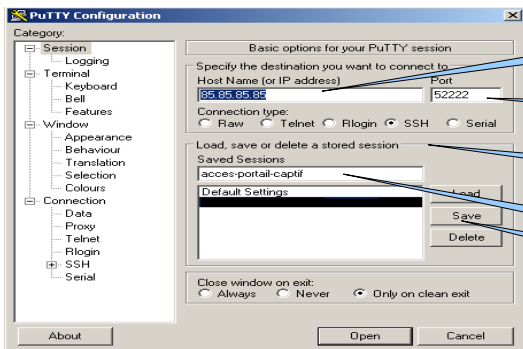 PuTTY Configuration
Category:
Session
Logging
Terminal
Keyboard
Bell
Features
Window
Appearance
Behaviour
Translation
Selection
Colours
Connection
Data
Proxy
Telnet
Rlogin
SSH
Serial
Basic options for your PuTTY session
Specify the destination you want to connect to
Host Name (or IP address) Port
85.85.85.85 52222
Connection type:
Raw Telnet Rlogin SSH Serial
Load, save or delete a stored session
Saved Sessions
acces-portail-captif
Default Settings
Load
Save
Delete
Close window on exit:
Always Never Only on clean exit
About Open Cancel